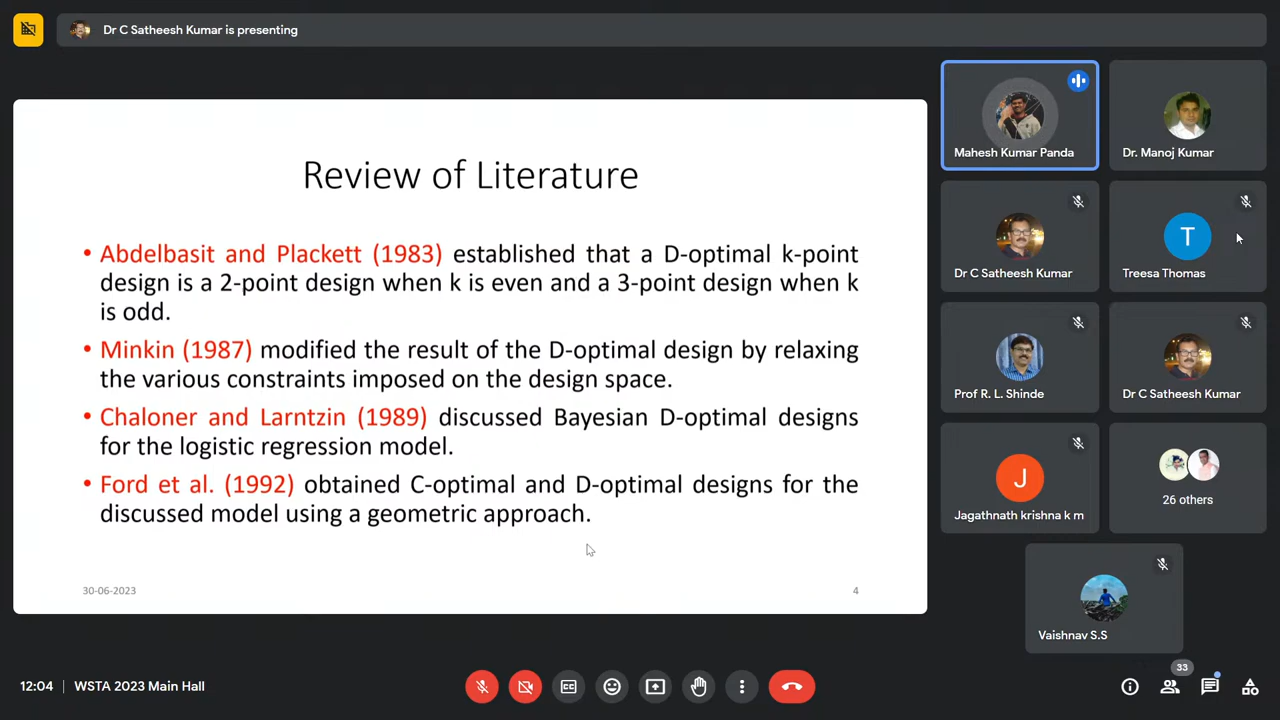 Dr C Satheesh Kumar is presenting
Review of Literature
• Abdelbasit and Plackett (1983) established that a D-optimal k-point
design is a 2-point design when k is even and a 3-point design when k
is odd.
• Minkin (1987) modified the result of the D-optimal design by relaxing
the various constraints imposed on the design space.
• Chaloner and Larntzin (1989) discussed Bayesian D-optimal designs
for the logistic regression model.
• Ford et al. (1992) obtained C-optimal and D-optimal designs for the
discussed model using a geometric approach.
30-06-2023
4
Mahesh Kumar Panda
Dr. Manoj Kumar
Dr C Satheesh Kumar
T
Treesa Thomas
Prof R. L. Shinde
Dr C Satheesh Kumar
J
Jagathnath krishna k m
26 others
Vaishnav S.S
12:04 | WSTA 2023 Main Hall
33